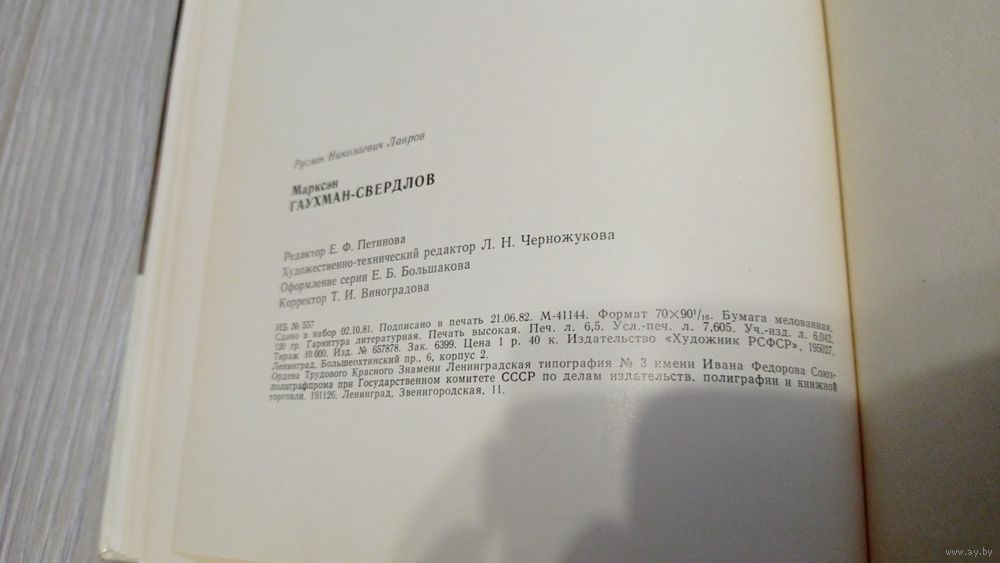 Руслан Николаевич Лавров
Марксэн
ГАУХМАН-СВЕРДЛОВ
Редактор Е. Ф. Петинова
Художественно-технический редактор Л. Н. Черножукова
Оформление серии Е. Б. Большакова
Корректор Т. И. Виноградова
ИБ № 557
Сдано в набор 02.10.81. Подписано в печать 21.06.82. М-41144. Формат 70×90¹/₁₆. Бумага мелованная,
120 гр. Гарнитура литературная. Печать высокая. Печ. л. 6,5. Усл.-печ. л. 7,605. Уч.-изд. л. 6,042.
Тираж 10 000. Изд. № 657878. Зак. 6399. Цена 1 р. 40 к. Издательство «Художник РСФСР», 195027,
Ленинград, Большеохтинский пр., 6, корпус 2.
Ордена Трудового Красного Знамени Ленинградская типография № 3 имени Ивана Федорова Союз-
полиграфпрома при Государственном комитете СССР по делам издательств, полиграфии и книжной
торговли. 191126, Ленинград, Звенигородская, 11.
www.ay.by